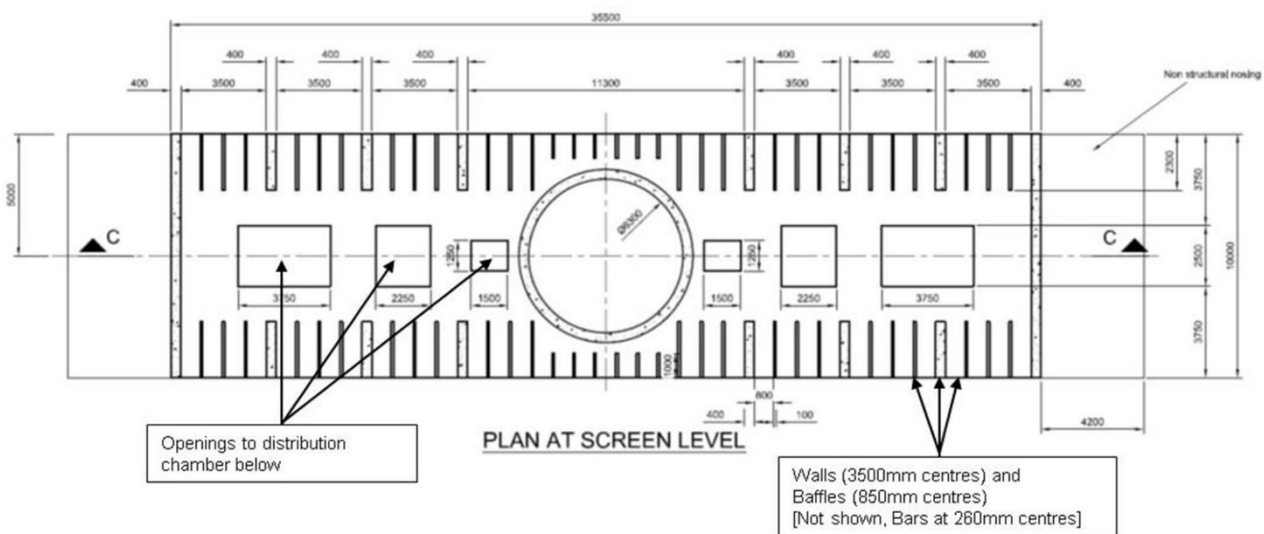 35500
400 400 400 400 400 400
400 3500 3500 3500 11300 3500 3500 3500 400
Non structural nosing
5000
2300
3750
C
Ø6300
C
1250
1250
2500
10000
3750 2250 1500 1500 2250 3750
3750
1000
800
400 100
4200
PLAN AT SCREEN LEVEL
Openings to distribution
chamber below
Walls (3500mm centres) and
Baffles (850mm centres)
[Not shown, Bars at 260mm centres]